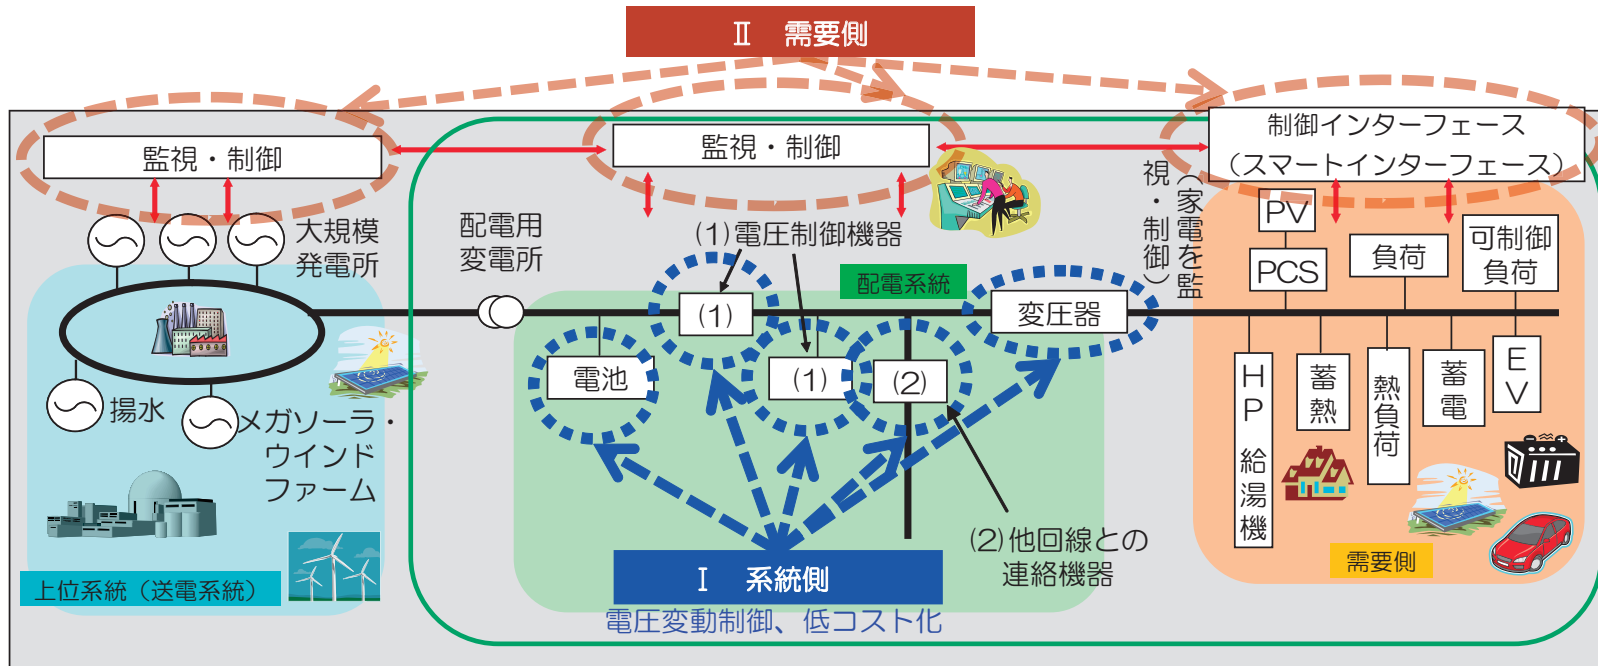 Ⅱ 需要側
監視・制御
監視・制御
制御インターフェース
（スマートインターフェース）
（家電を監
視・制御）
大規模
発電所
配電用
変電所
(1)電圧制御機器
配電系統
(1)
(1)
(2)
電池
変圧器
PV
PCS
負荷
可制御
負荷
HP給湯機
蓄熱
熱負荷
蓄電
EV
揚水
メガソーラ・
ウインド
ファーム
上位系統（送電系統）
(2)他回線との
連絡機器
需要側
Ⅰ 系統側
電圧変動制御、低コスト化